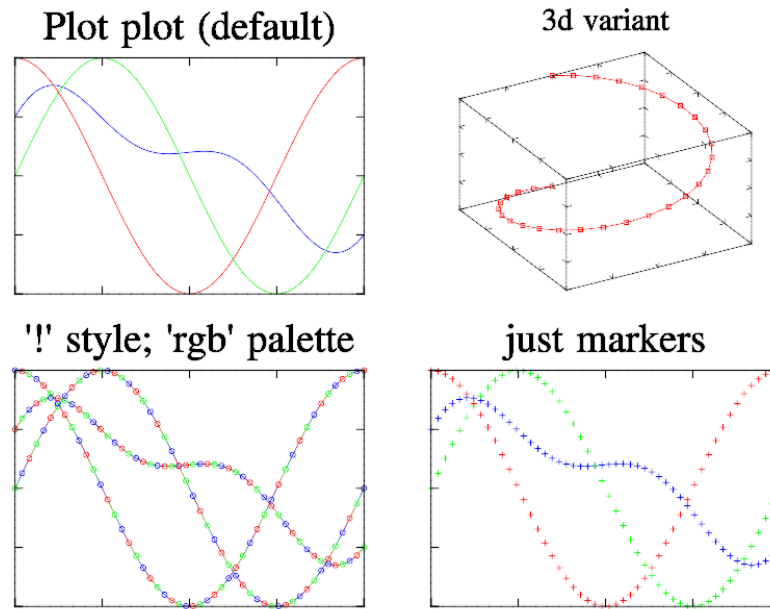 Plot plot (default)
3d variant
'!' style; 'rgb' palette
just markers